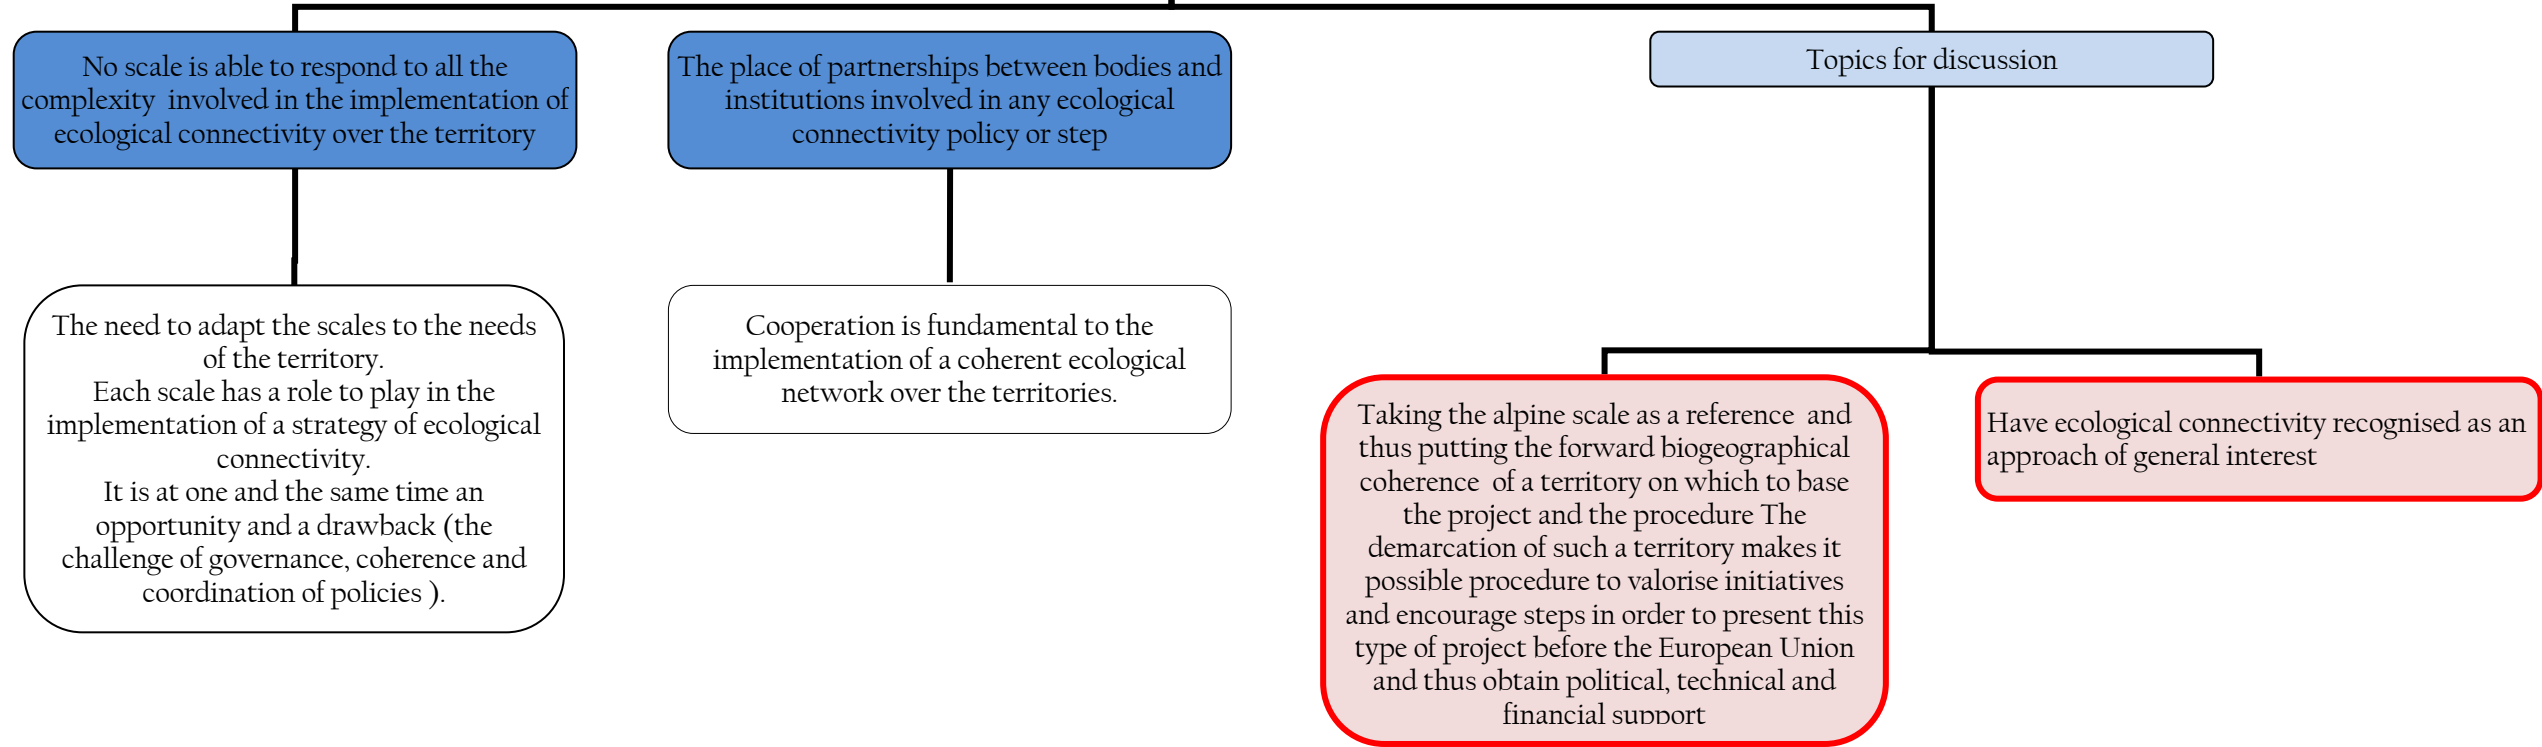 No scale is able to respond to all the
complexity involved in the implementation of
ecological connectivity over the territory
The place of partnerships between bodies and
institutions involved in any ecological
connectivity policy or step
Topics for discussion
The need to adapt the scales to the needs
of the territory.
Each scale has a role to play in the
implementation of a strategy of ecological
connectivity.
It is at one and the same time an
opportunity and a drawback (the
challenge of governance, coherence and
coordination of policies ).
Cooperation is fundamental to the
implementation of a coherent ecological
network over the territories.
Taking the alpine scale as a reference and
thus putting the forward biogeographical
coherence of a territory on which to base
the project and the procedure The
demarcation of such a territory makes it
possible procedure to valorise initiatives
and encourage steps in order to present this
type of project before the European Union
and thus obtain political, technical and
financial support
Have ecological connectivity recognised as an
approach of general interest